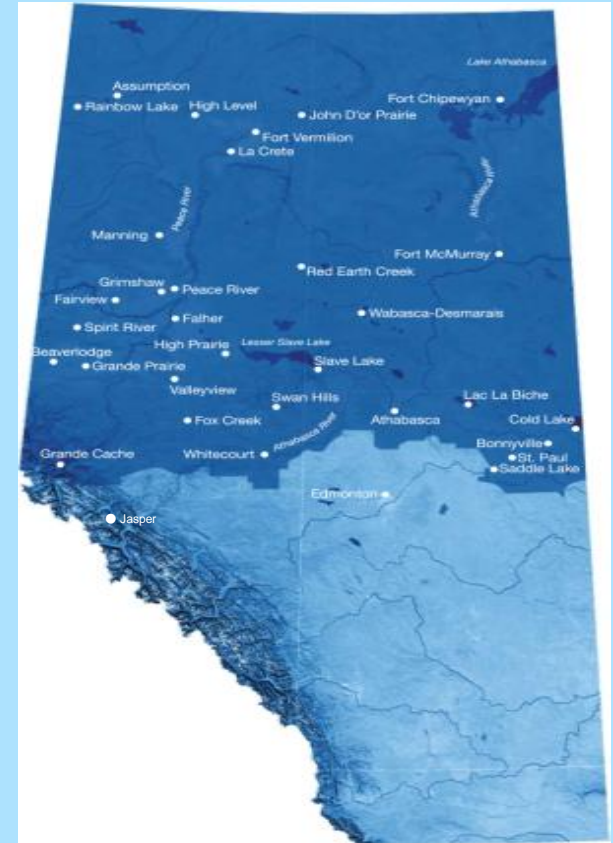 Lake Athabasca
Assumption
Fort Chipewyan
Rainbow Lake
High Level
John D'or Prairie
Fort Vermilion
La Crete
Athabasca River
Peace River
Manning
Fort McMurray
Red Earth Creek
Grimshaw
Peace River
Fairview
Wabasca-Desmarais
Falher
Spirit River
High Prairie
Lesser Slave Lake
Beaverlodge
Slave Lake
Grande Prairie
Valleyview
Lac La Biche
Swan Hills
Athabasca
Cold Lake
Fox Creek
Athabasca River
Bonnyville
Grande Cache
Whitecourt
St. Paul
Saddle Lake
Edmonton
Jasper